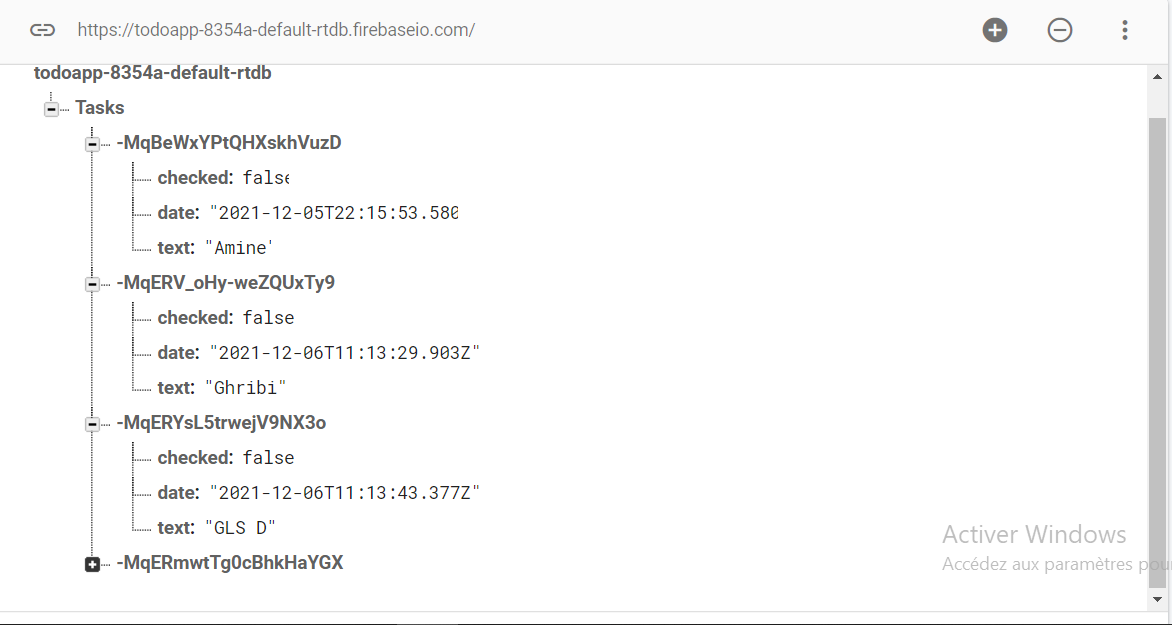 https://todoapp-8354a-default-rtdb.firebaseio.com/
todoapp-8354a-default-rtdb
Tasks
-MqBeWxYPtQHXskhVuzD
checked: false
date: "2021-12-05T22:15:53.580
text: "Amine'
-MqERV_oHy-weZQUxTy9
checked: false
date: "2021-12-06T11:13:29.903Z"
text: "Ghribi"
-MqERYsL5trwejV9NX3o
checked: false
date: "2021-12-06T11:13:43.377Z"
text: "GLS D"
-MqERmwtTg0cBhkHaYGX
Activer Windows
Accédez aux paramètres pour